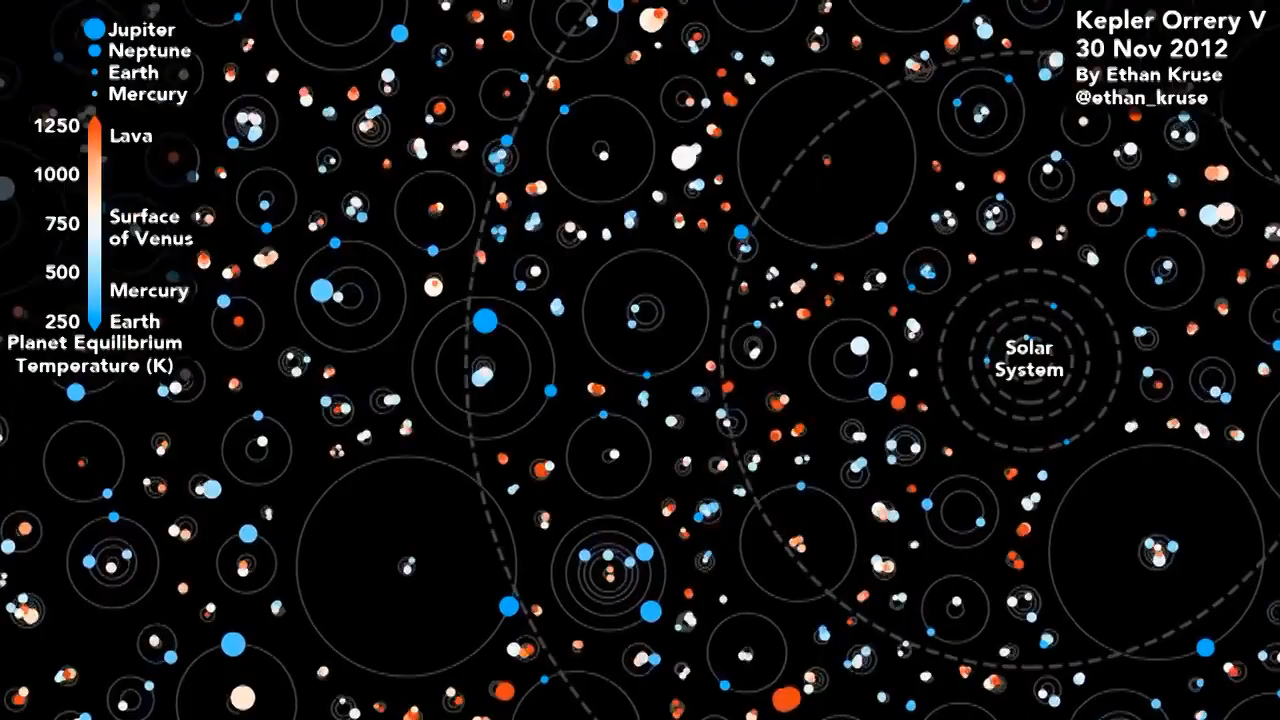 Jupiter
Neptune
Earth
Mercury
1250
Lava
1000
750
Surface
of Venus
500
Mercury
250
Earth
Planet Equilibrium
Temperature (K)
Kepler Orrery V
30 Nov 2012
By Ethan Kruse
@ethan_kruse
Solar
System